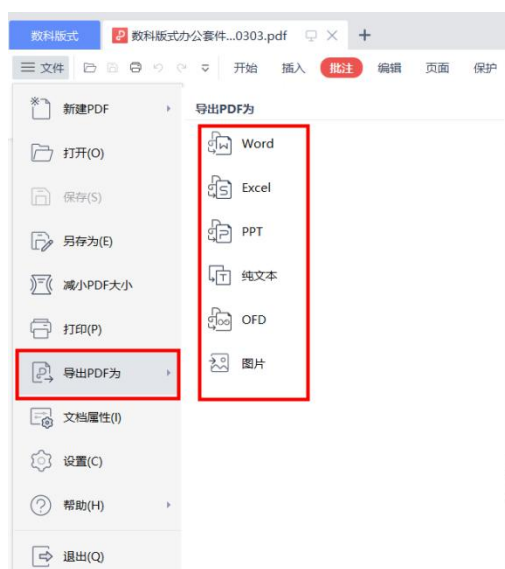 数科版式
数科版式办公套件...0303.pdf
文件
开始 插入 批注 编辑 页面 保护
新建PDF
打开(O)
保存(S)
另存为(E)
减小PDF大小
打印(P)
导出PDF为
文档属性(I)
设置(C)
帮助(H)
退出(Q)
导出PDF为
Word
Excel
PPT
纯文本
OFD
图片